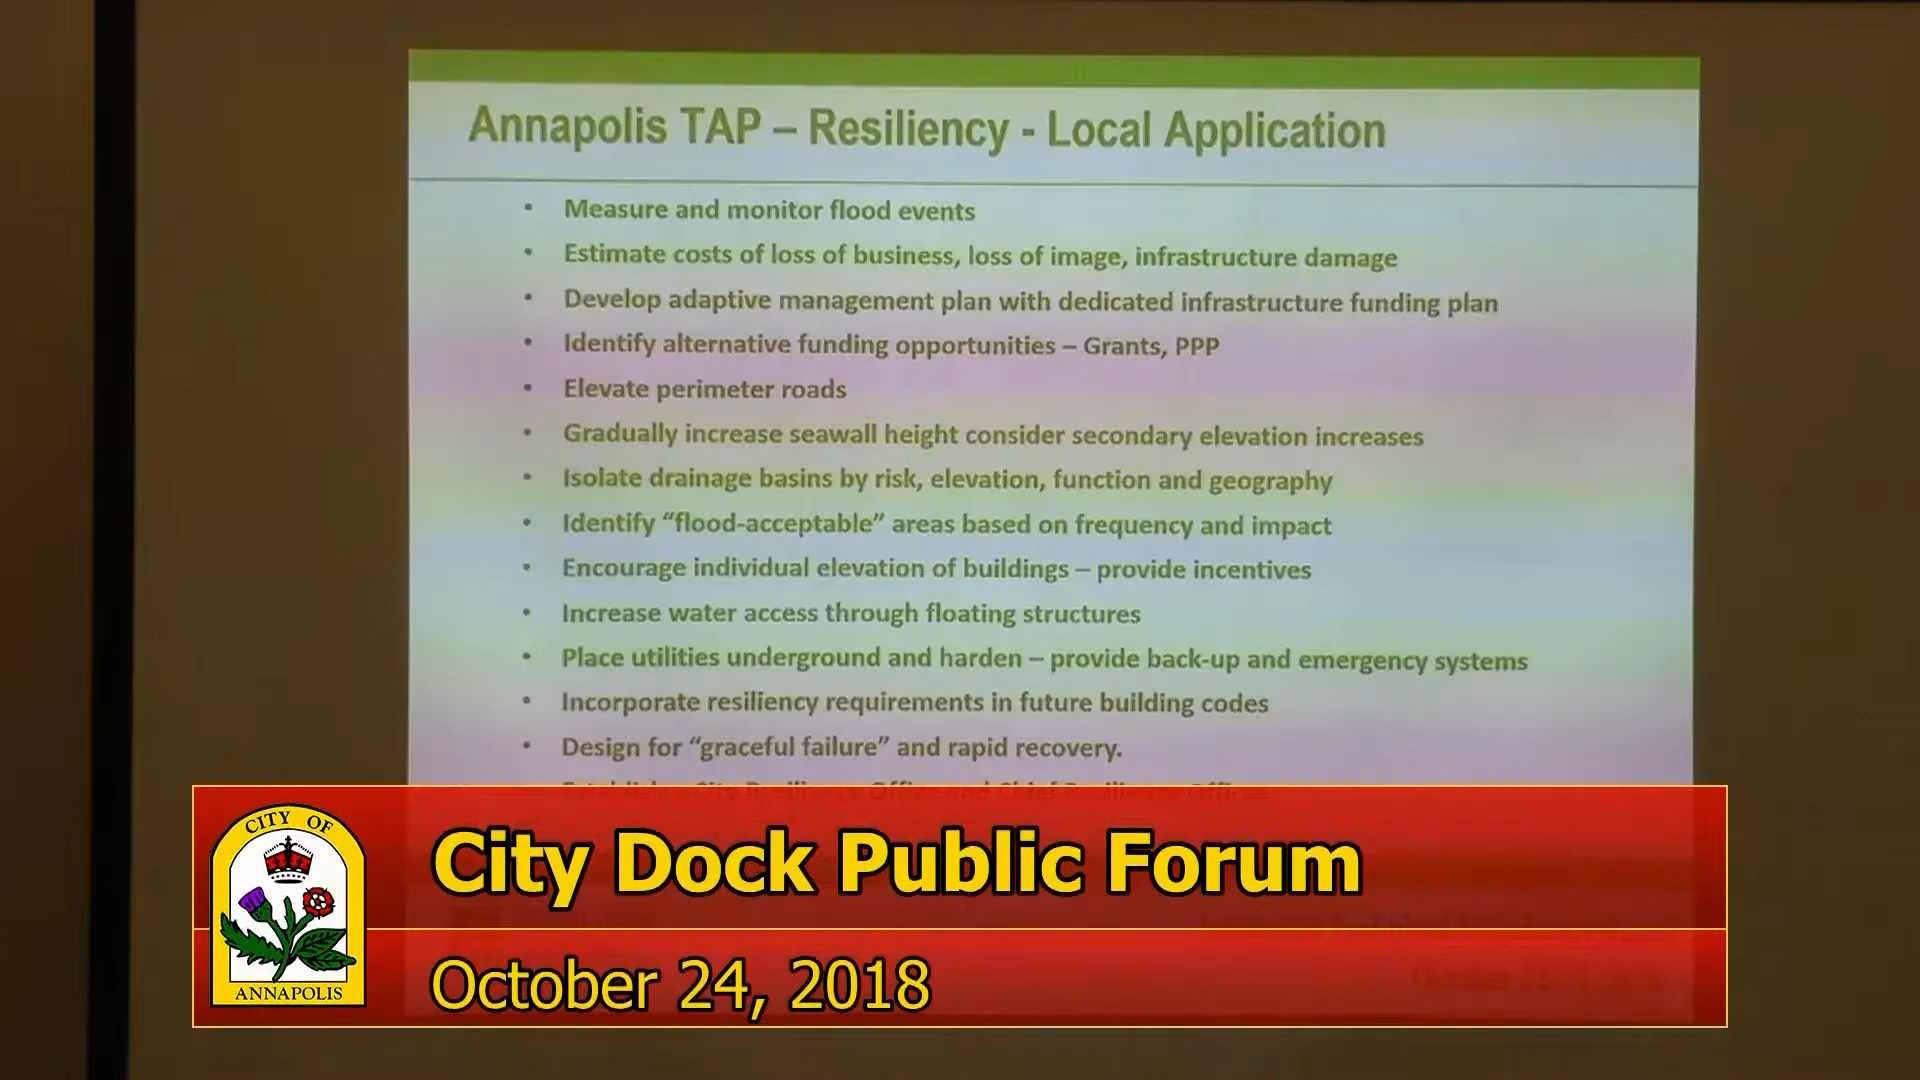 Annapolis TAP – Resiliency - Local Application
• Measure and monitor flood events
• Estimate costs of loss of business, loss of image, infrastructure damage
• Develop adaptive management plan with dedicated infrastructure funding plan
• Identify alternative funding opportunities – Grants, PPP
• Elevate perimeter roads
• Gradually increase seawall height consider secondary elevation increases
• Isolate drainage basins by risk, elevation, function and geography
• Identify “flood-acceptable” areas based on frequency and impact
• Encourage individual elevation of buildings – provide incentives
• Increase water access through floating structures
• Place utilities underground and harden – provide back-up and emergency systems
• Incorporate resiliency requirements in future building codes
• Design for “graceful failure” and rapid recovery.
CITY OF
ANNAPOLIS
City Dock Public Forum
October 24, 2018